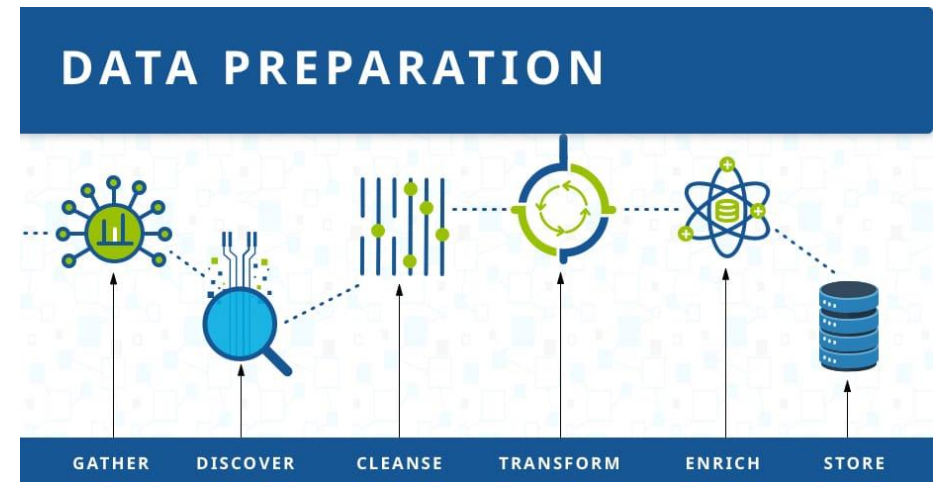 DATA PREPARATION
GATHER DISCOVER CLEANSE TRANSFORM ENRICH STORE